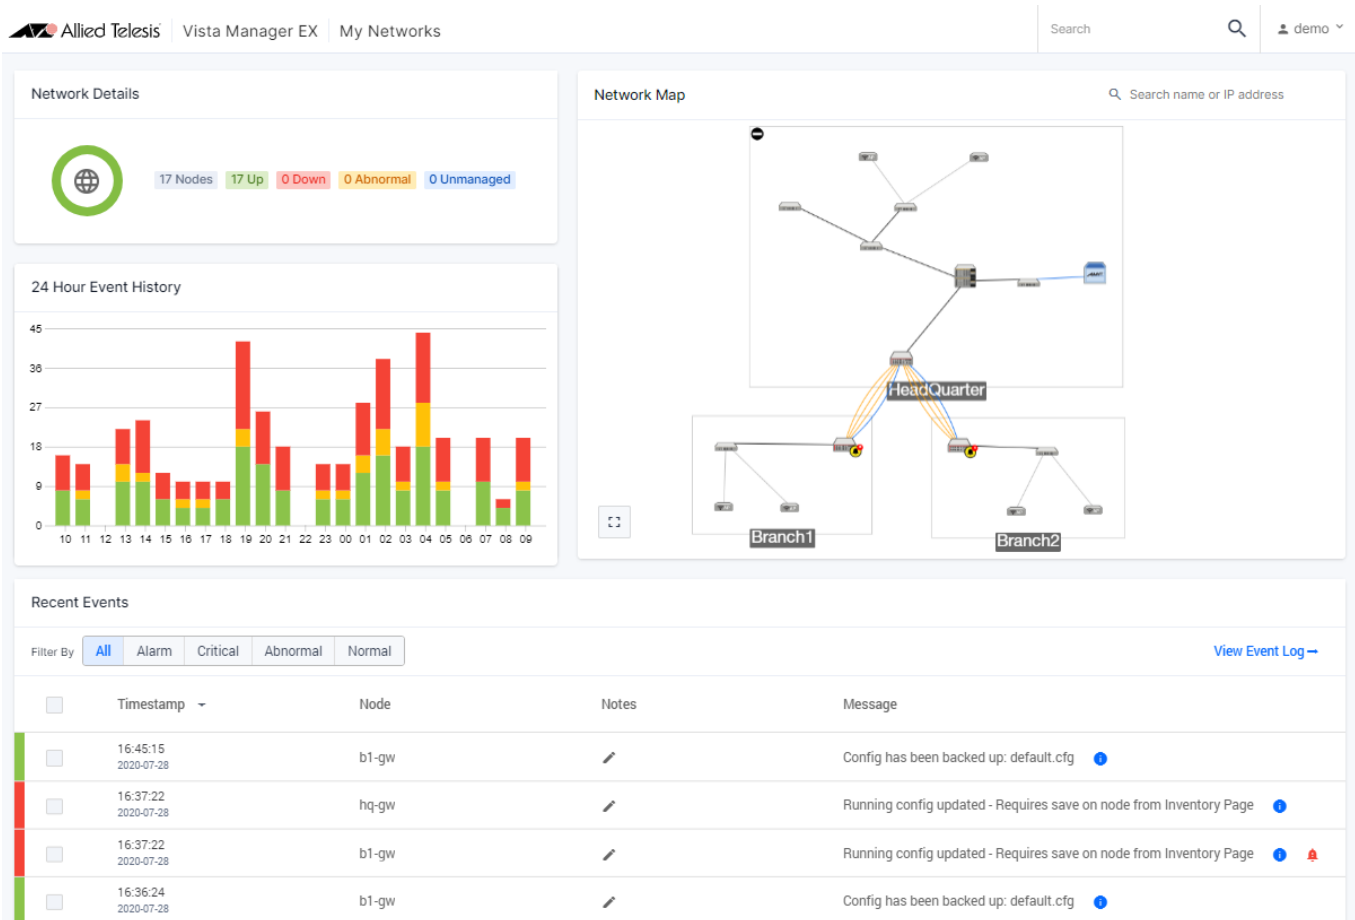 Allied Telesis Vista Manager EX My Networks Search demo
Network Details
17 Nodes 17 Up 0 Down 0 Abnormal 0 Unmanaged
24 Hour Event History
45
36
27
18
9
0
10 11 12 13 14 15 16 17 18 19 20 21 22 23 00 01 02 03 04 05 06 07 08 09
Network Map Search name or IP address
HeadQuarter
Branch1
Branch2
Recent Events
Filter By All Alarm Critical Abnormal Normal View Event Log
Timestamp Node Notes Message
16:45:15
2020-07-28
b1-gw Config has been backed up: default.cfg
16:37:22
2020-07-28
hq-gw Running config updated - Requires save on node from Inventory Page
16:37:22
2020-07-28
b1-gw Running config updated - Requires save on node from Inventory Page
16:36:24
2020-07-28
b1-gw Config has been backed up: default.cfg